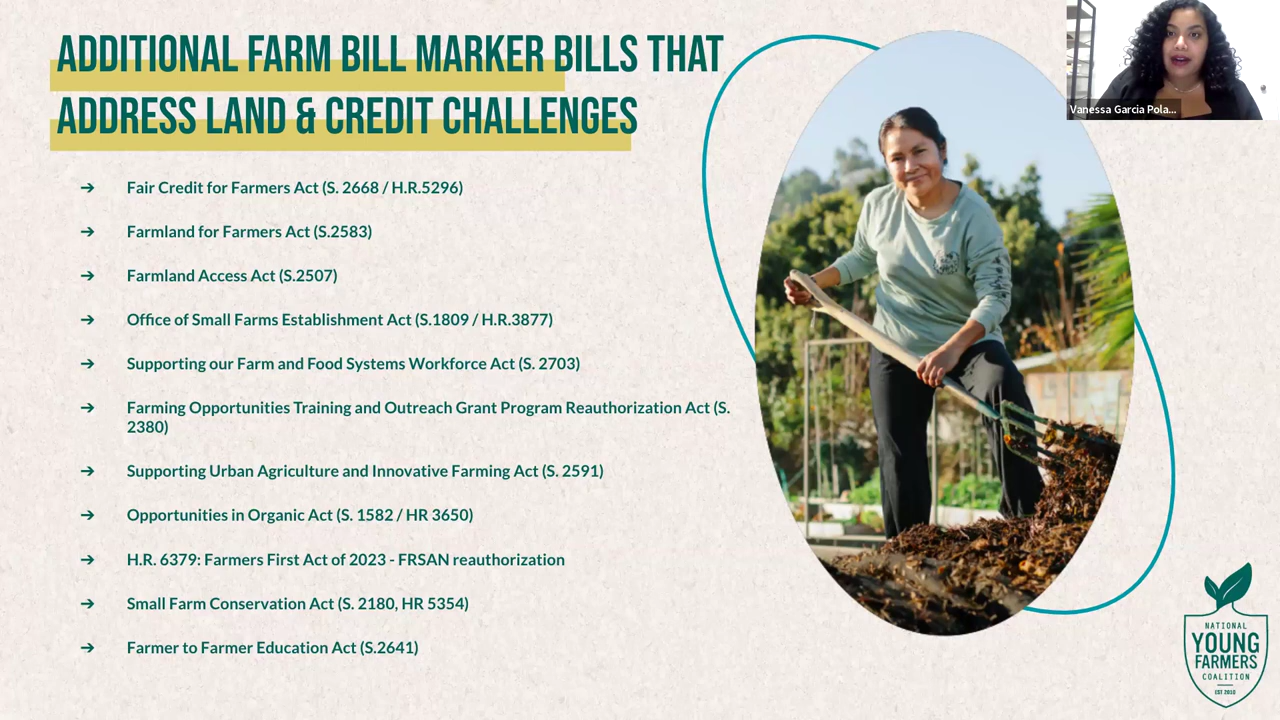 ADDITIONAL FARM BILL MARKER BILLS THAT
ADDRESS LAND & CREDIT CHALLENGES
➔ Fair Credit for Farmers Act (S. 2668 / H.R.5296)
➔ Farmland for Farmers Act (S.2583)
➔ Farmland Access Act (S.2507)
➔ Office of Small Farms Establishment Act (S.1809 / H.R.3877)
➔ Supporting our Farm and Food Systems Workforce Act (S. 2703)
➔ Farming Opportunities Training and Outreach Grant Program Reauthorization Act (S.
2380)
➔ Supporting Urban Agriculture and Innovative Farming Act (S. 2591)
➔ Opportunities in Organic Act (S. 1582 / HR 3650)
➔ H.R. 6379: Farmers First Act of 2023 - FRSAN reauthorization
➔ Small Farm Conservation Act (S. 2180, HR 5354)
➔ Farmer to Farmer Education Act (S.2641)
Vanessa Garcia Pola...
NATIONAL
YOUNG
FARMERS
COALITION
EST 2010